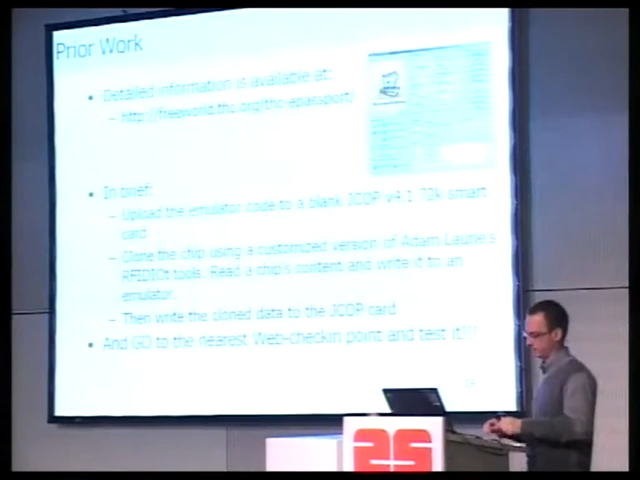 Prior Work
• Detailed information is available at:
– http://freeworld.thc.org/thc-epassport/
• In brief:
– Upload the emulator code to a blank JCOP v4.1 72k smart
card
– Clone the chip using a customized version of Adam Laurie's
RFIDIOt tools. Read a chip's content and write it to an
emulator.
– Then write the cloned data to the JCOP card
• And GO to the nearest Web-checkin point and test it!!!